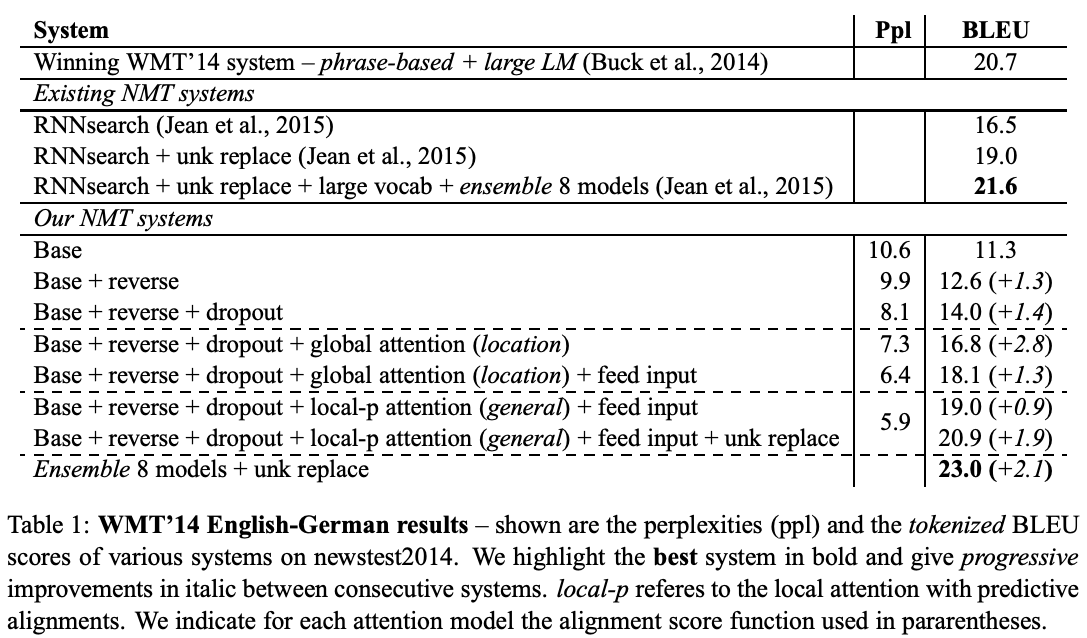 System Ppl BLEU
Winning WMT’14 system – phrase-based + large LM (Buck et al., 2014) 20.7
Existing NMT systems
RNNsearch (Jean et al., 2015) 16.5
RNNsearch + unk replace (Jean et al., 2015) 19.0
RNNsearch + unk replace + large vocab + ensemble 8 models (Jean et al., 2015) 21.6
Our NMT systems
Base 10.6 11.3
Base + reverse 9.9 12.6 (+1.3)
Base + reverse + dropout 8.1 14.0 (+1.4)
Base + reverse + dropout + global attention (location) 7.3 16.8 (+2.8)
Base + reverse + dropout + global attention (location) + feed input 6.4 18.1 (+1.3)
Base + reverse + dropout + local-p attention (general) + feed input 5.9 19.0 (+0.9)
Base + reverse + dropout + local-p attention (general) + feed input + unk replace 20.9 (+1.9)
Ensemble 8 models + unk replace 23.0 (+2.1)
Table 1: WMT’14 English-German results – shown are the perplexities (ppl) and the tokenized BLEU
scores of various systems on newstest2014. We highlight the best system in bold and give progressive
improvements in italic between consecutive systems. local-p referes to the local attention with predictive
alignments. We indicate for each attention model the alignment score function used in pararentheses.